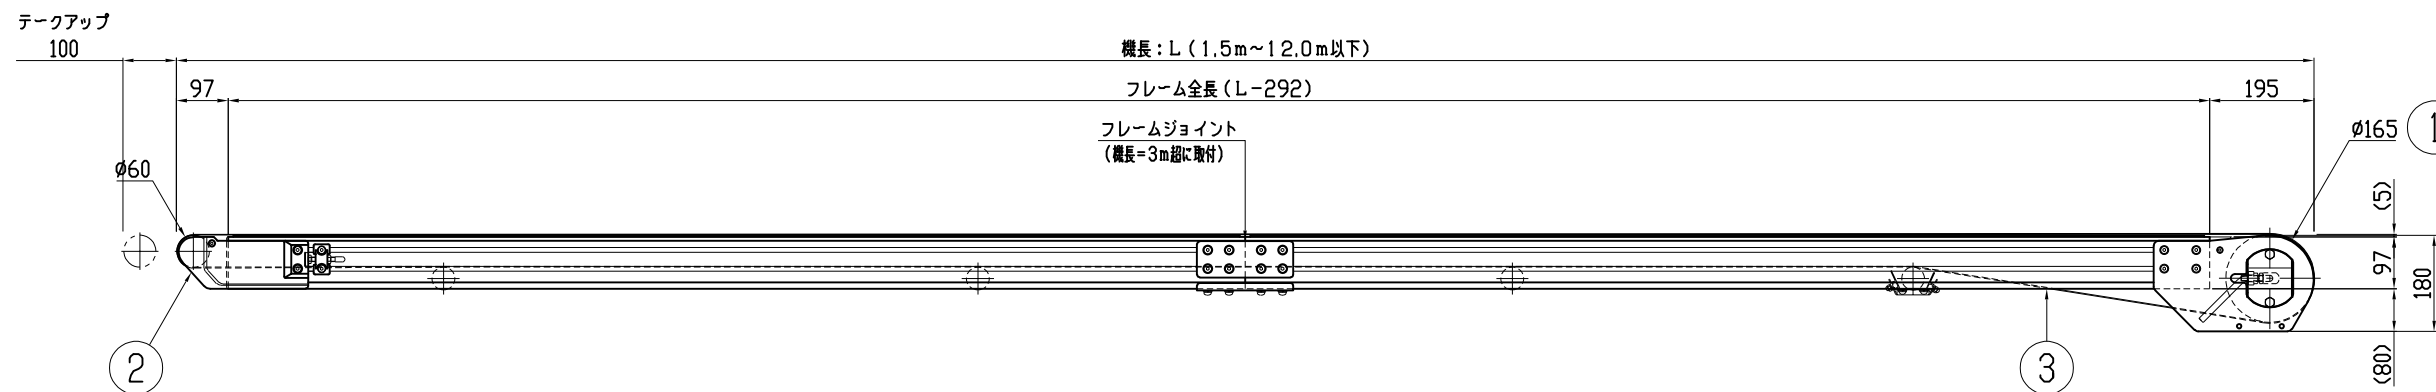 テークアップ
100
機長：L（1.5m～12.0m以下）
97
フレーム全長（L-292）
195
フレームジョイント
（機長=3m超に取付）
ø60
ø165
1
(5)
97
180
(80)
2
3